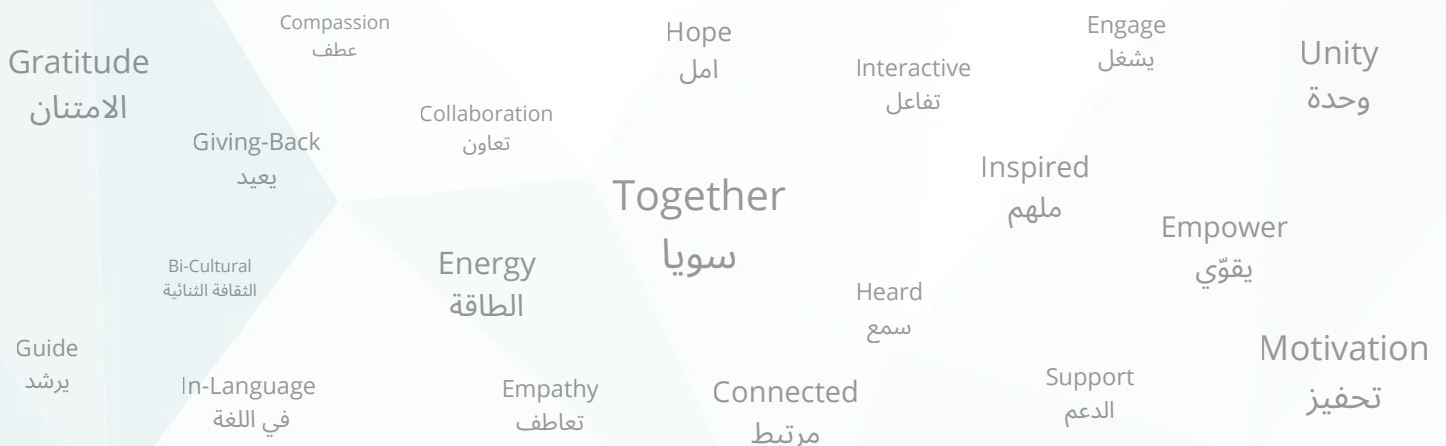 Compassion
عطف
Hope
امل
Engage
يشغل
Gratitude
الامتنان
Interactive
تفاعل
Unity
وحدة
Collaboration
تعاون
Giving-Back
يعيد
Together
سويا
Inspired
ملهم
Empower
يقوّي
Bi-Cultural
الثقافة الثنائية
Energy
الطاقة
Heard
سمع
Guide
يرشد
In-Language
في اللغة
Empathy
تعاطف
Connected
مرتبط
Support
الدعم
Motivation
تحفيز